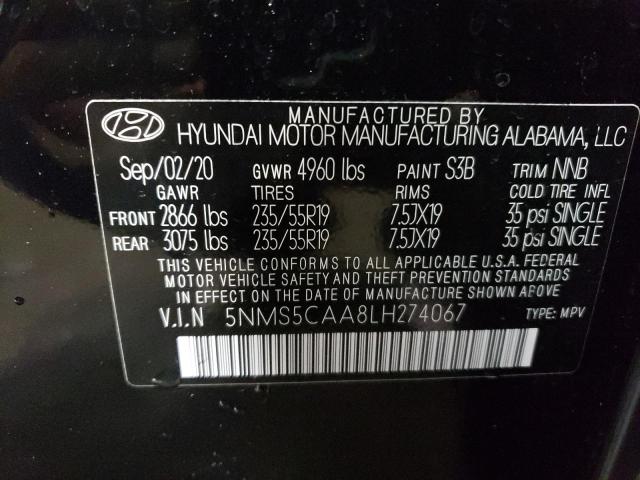 MANUFACTURED BY
HYUNDAI MOTOR MANUFACTURING ALABAMA, LLC
Sep/02/20 GVWR 4960 lbs PAINT S3B TRIM NNB
GAWR TIRES RIMS COLD TIRE INFL
FRONT 2866 lbs 235/55R19 7.5JX19 35 psi SINGLE
REAR 3075 lbs 235/55R19 7.5JX19 35 psi SINGLE
THIS VEHICLE CONFORMS TO ALL APPLICABLE U.S.A. FEDERAL
MOTOR VEHICLE SAFETY AND THEFT PREVENTION STANDARDS
IN EFFECT ON THE DATE OF MANUFACTURE SHOWN ABOVE.
V.I.N 5NMS5CAA8LH274067 TYPE: MPV